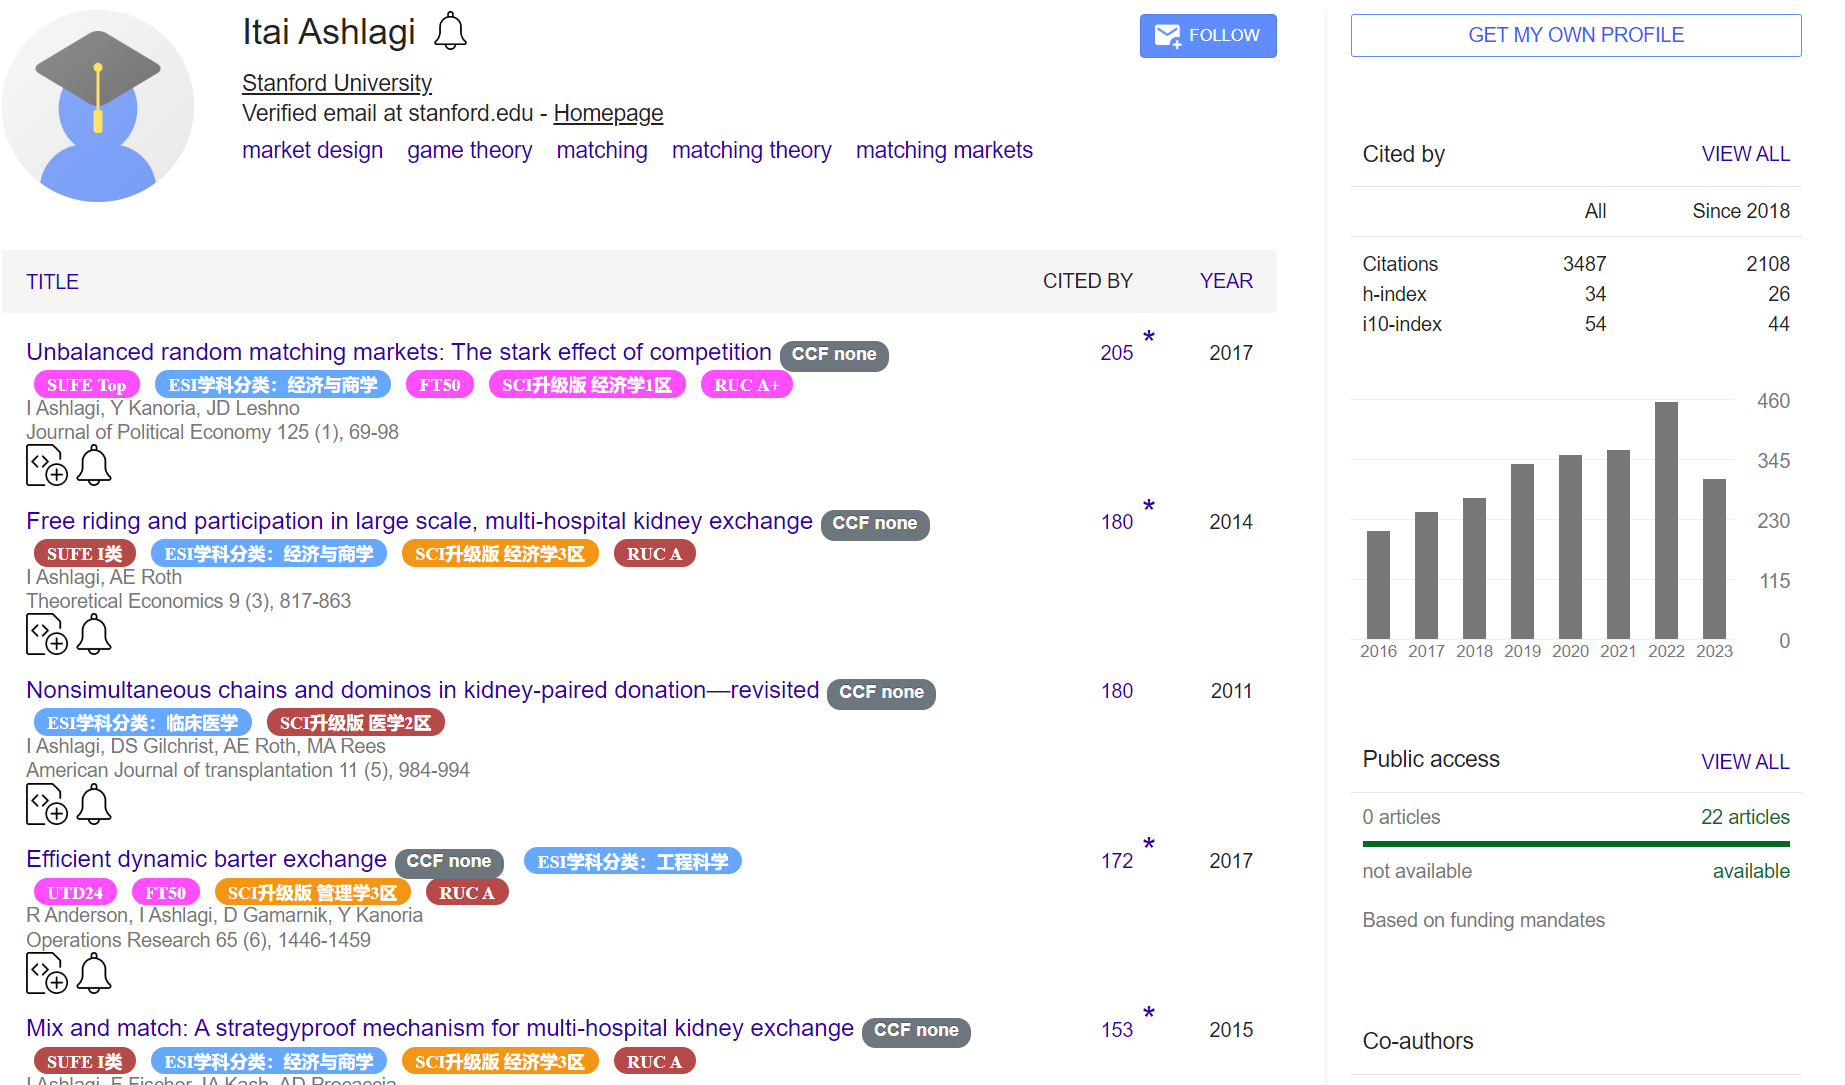 Itai Ashlagi
FOLLOW
Stanford University
Verified email at stanford.edu - Homepage
market design game theory matching matching theory matching markets
TITLE CITED BY YEAR
Unbalanced random matching markets: The stark effect of competition CCF none 205 * 2017
SUFE Top ESI学科分类：经济与商学 FT50 SCI升级版 经济学1区 RUC A+
I Ashlagi, Y Kanoria, JD Leshno
Journal of Political Economy 125 (1), 69-98
Free riding and participation in large scale, multi-hospital kidney exchange CCF none 180 * 2014
SUFE I类 ESI学科分类：经济与商学 SCI升级版 经济学3区 RUC A
I Ashlagi, AE Roth
Theoretical Economics 9 (3), 817-863
Nonsimultaneous chains and dominos in kidney-paired donation—revisited CCF none 180 2011
ESI学科分类：临床医学 SCI升级版 医学2区
I Ashlagi, DS Gilchrist, AE Roth, MA Rees
American Journal of transplantation 11 (5), 984-994
Efficient dynamic barter exchange CCF none ESI学科分类：工程科学 172 * 2017
UTD24 FT50 SCI升级版 管理学3区 RUC A
R Anderson, I Ashlagi, D Gamarnik, Y Kanoria
Operations Research 65 (6), 1446-1459
Mix and match: A strategyproof mechanism for multi-hospital kidney exchange CCF none 153 * 2015
SUFE I类 ESI学科分类：经济与商学 SCI升级版 经济学3区 RUC A
I Ashlagi, F Fischer, IA Kash, AD Procaccia
GET MY OWN PROFILE
Cited by VIEW ALL
All Since 2018
Citations 3487 2108
h-index 34 26
i10-index 54 44
460
345
230
115
0
2016 2017 2018 2019 2020 2021 2022 2023
Public access VIEW ALL
0 articles 22 articles
not available available
Based on funding mandates
Co-authors